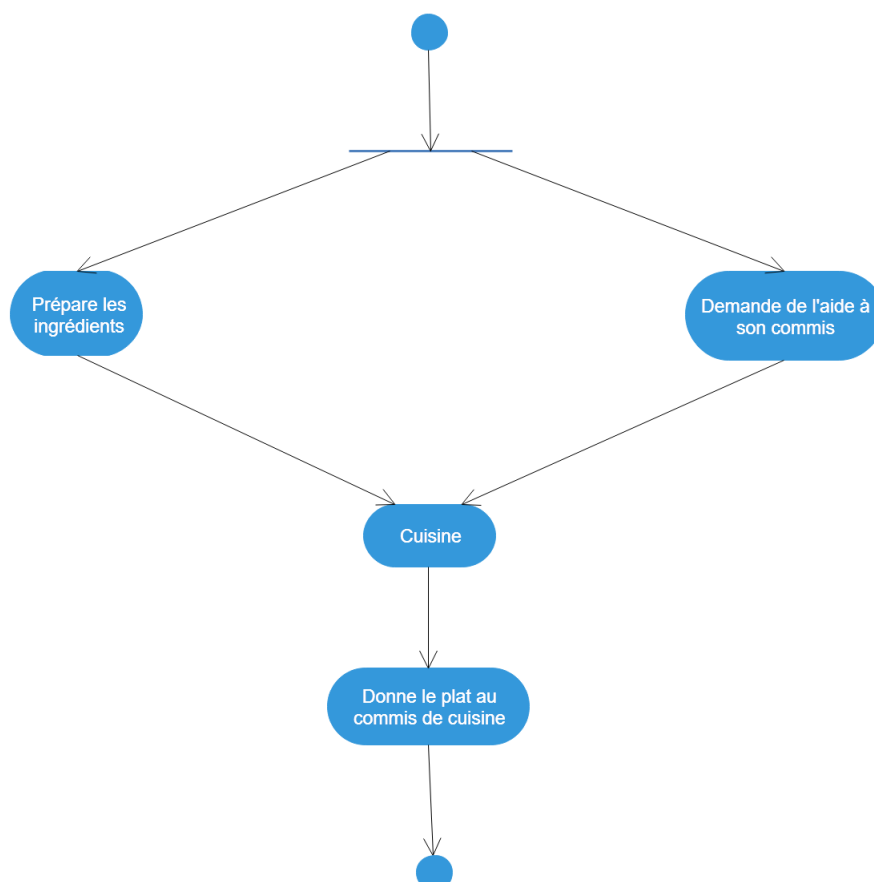 Prépare les
ingrédients
Demande de l'aide à
son commis
Cuisine
Donne le plat au
commis de cuisine